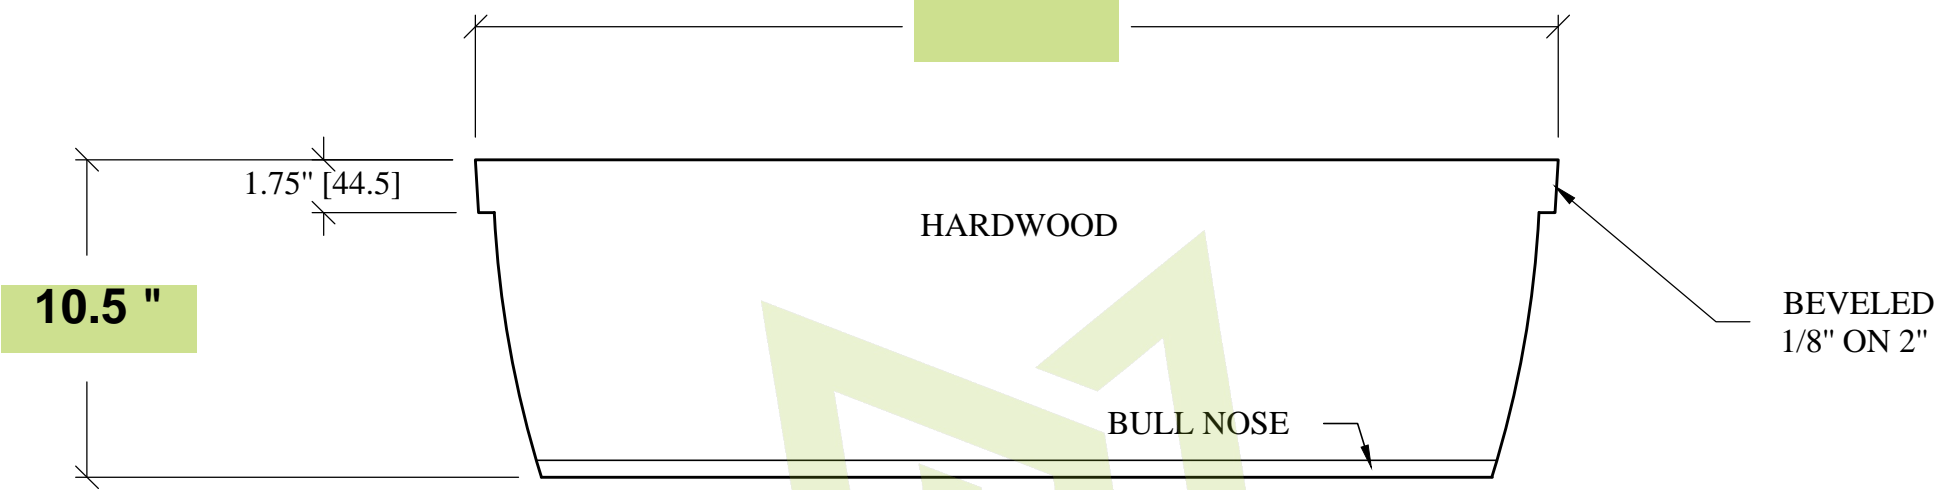 1.75" [44.5]
HARDWOOD
10.5 "
BEVELED
1/8" ON 2"
BULL NOSE